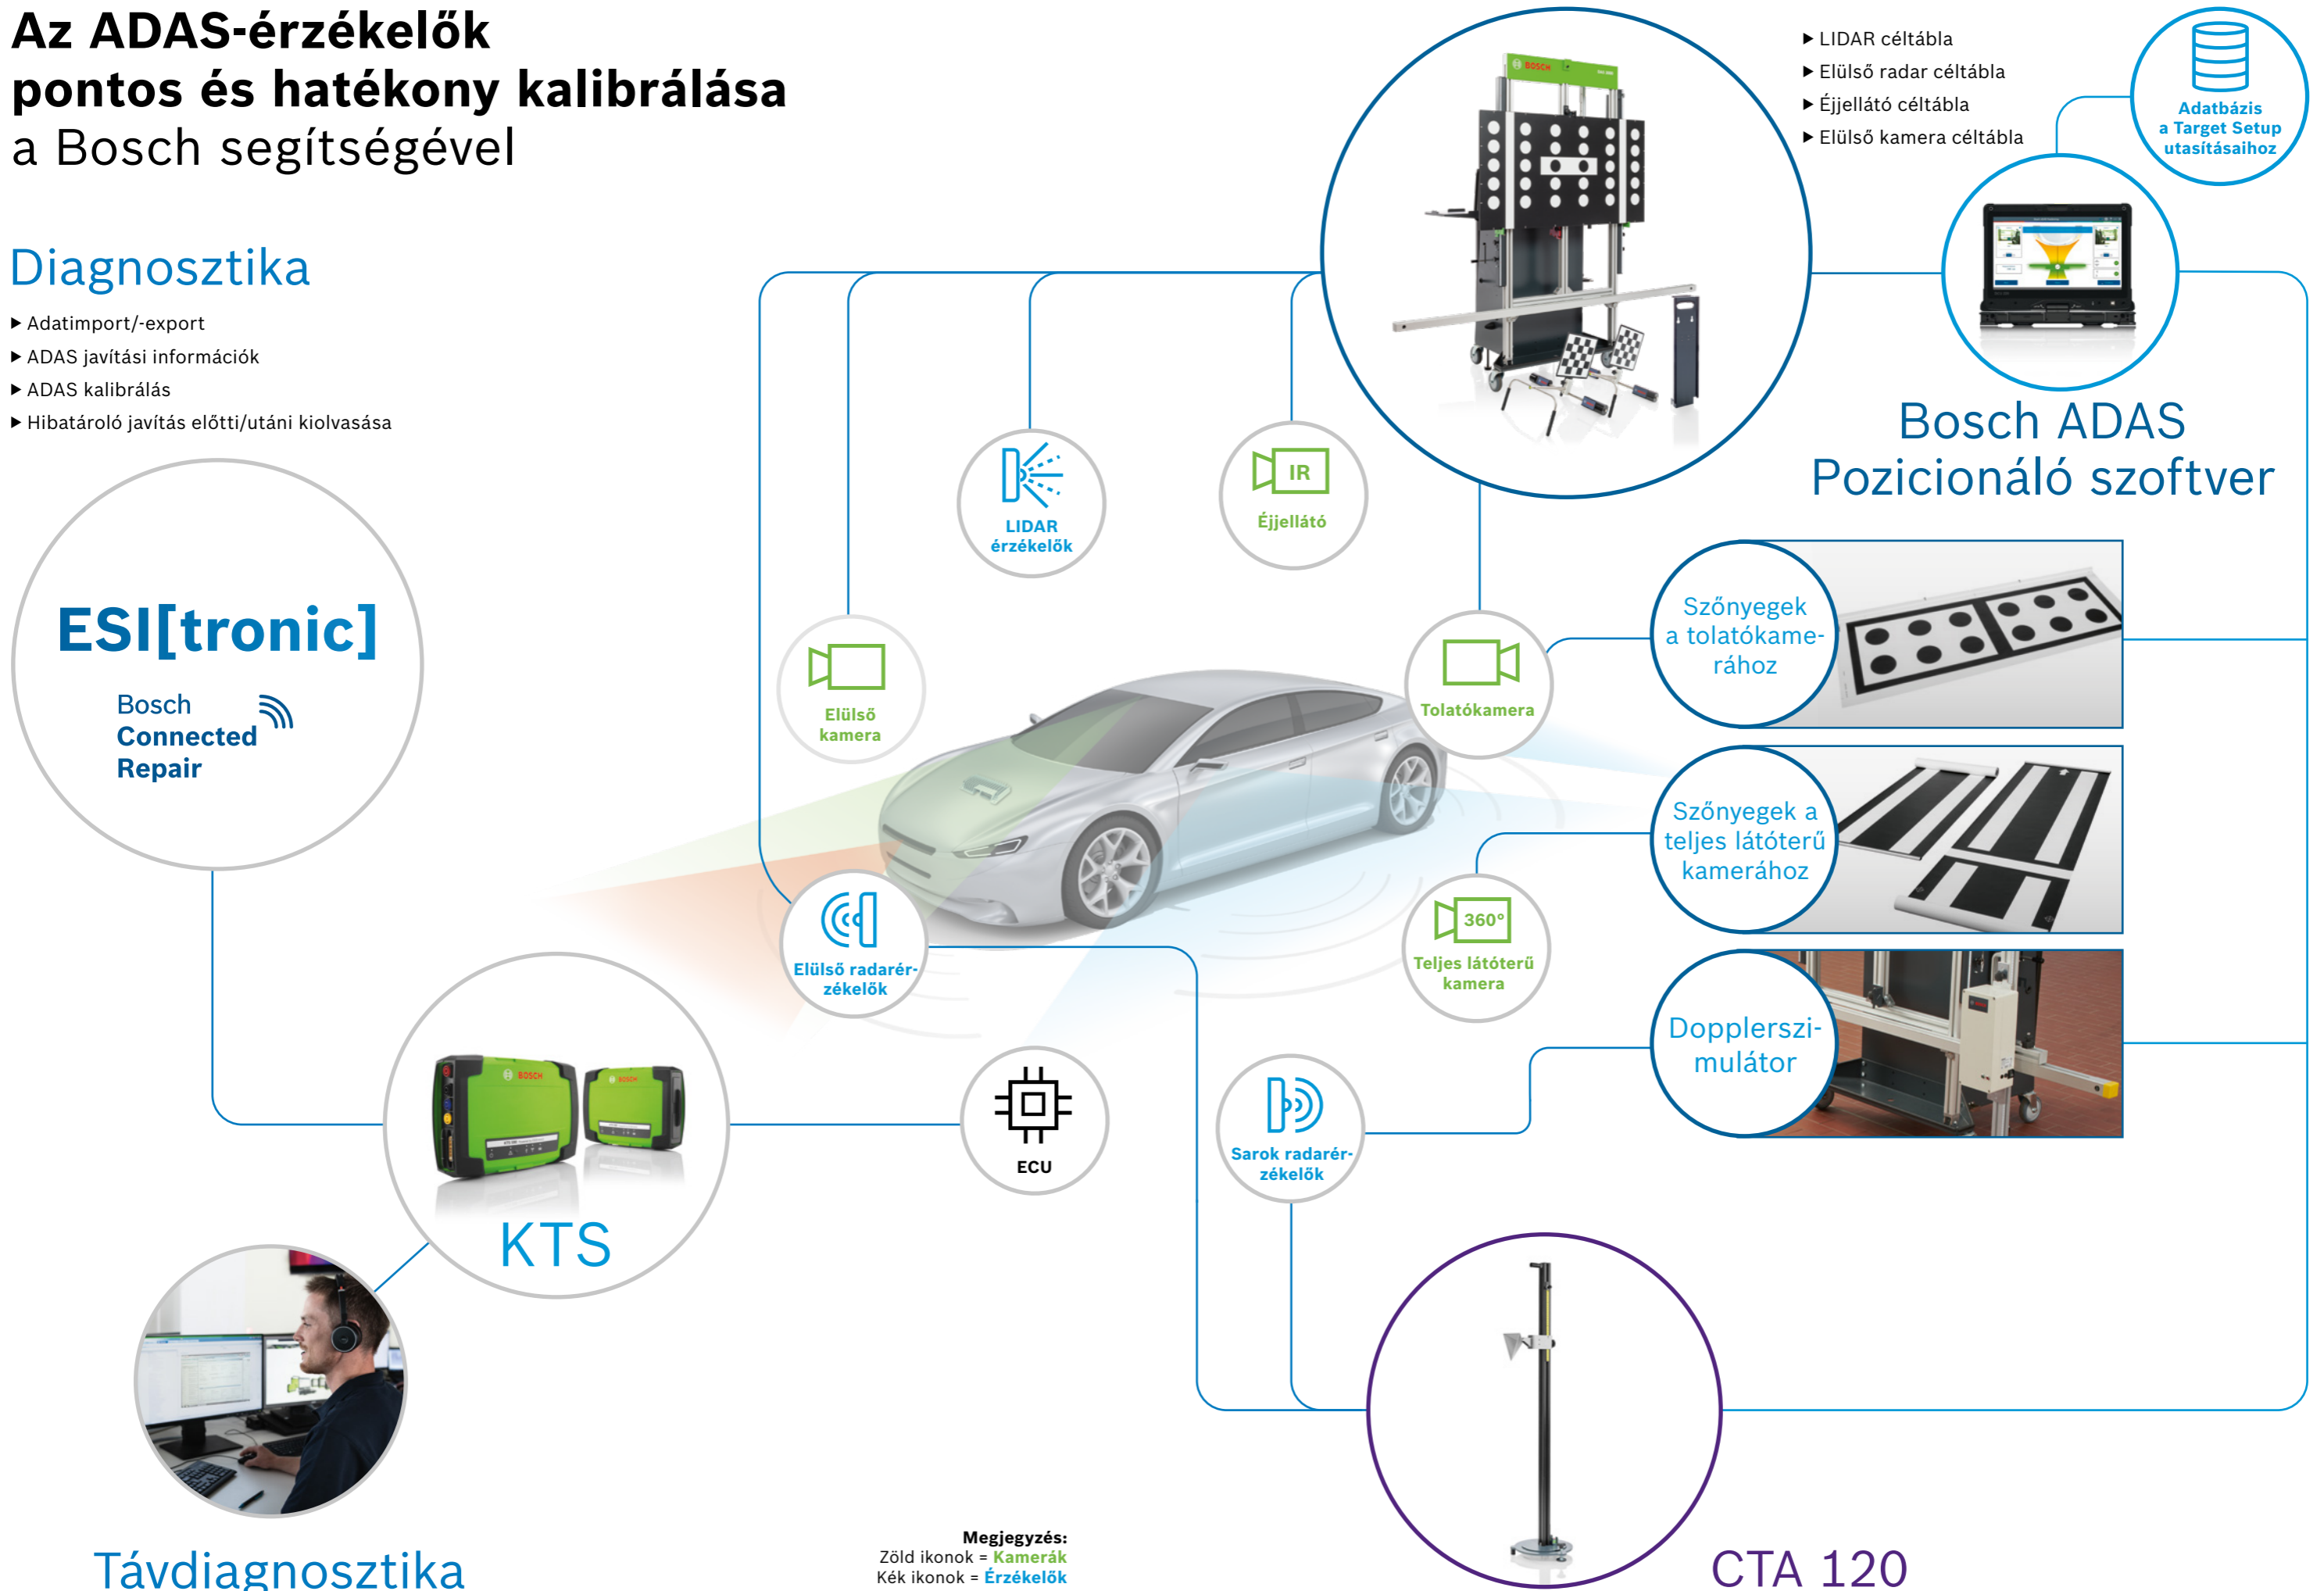 Az ADAS-érzékelők
pontos és hatékony kalibrálása
a Bosch segítségével
Diagnosztika
▶ Adatimport/-export
▶ ADAS javítási információk
▶ ADAS kalibrálás
▶ Hibatároló javítás előtti/utáni kiolvasása
ESI[tronic]
Bosch
Connected
Repair
BOSCH
▶ LIDAR céltábla
▶ Elülső radar céltábla
▶ Éjjellátó céltábla
▶ Elülső kamera céltábla
Adatbázis
a Target Setup
utasításaihoz
Bosch ADAS
Pozicionáló szoftver
LIDAR
érzékelők
IR
Éjjellátó
Elülső
kamera
Tolatókamera
Szőnyegek
a tolatókame-
rához
Szőnyegek a
teljes látóterű
kamerához
Elülső radarér-
zékelők
360°
Teljes látóterű
kamera
Dopplerszi-
mulátor
BOSCH
BOSCH
KTS
ECU
Sarok radarér-
zékelők
Távdiagnosztika
Megjegyzés:
Zöld ikonok = Kamerák
Kék ikonok = Érzékelők
CTA 120